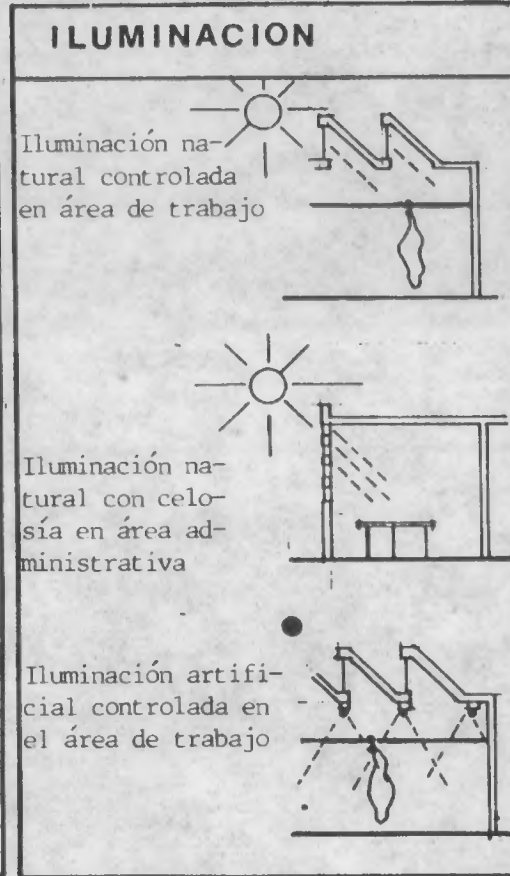 ILUMINACION
Iluminación na-
tural controlada
en área de trabajo
Iluminación na-
tural con celo-
sía en área ad-
ministrativa
Iluminación artifi-
cial controlada en
el área de trabajo